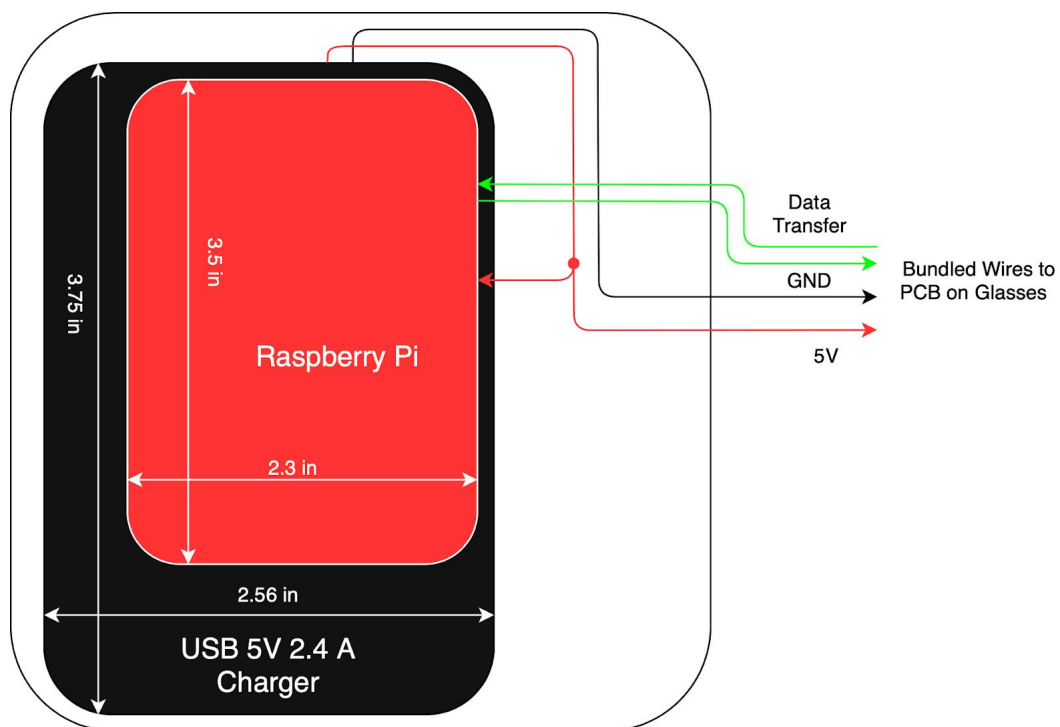 Data
Transfer
GND
Bundled Wires to
PCB on Glasses
5V
3.5 in
3.75 in
Raspberry Pi
2.3 in
2.56 in
USB 5V 2.4 A
Charger